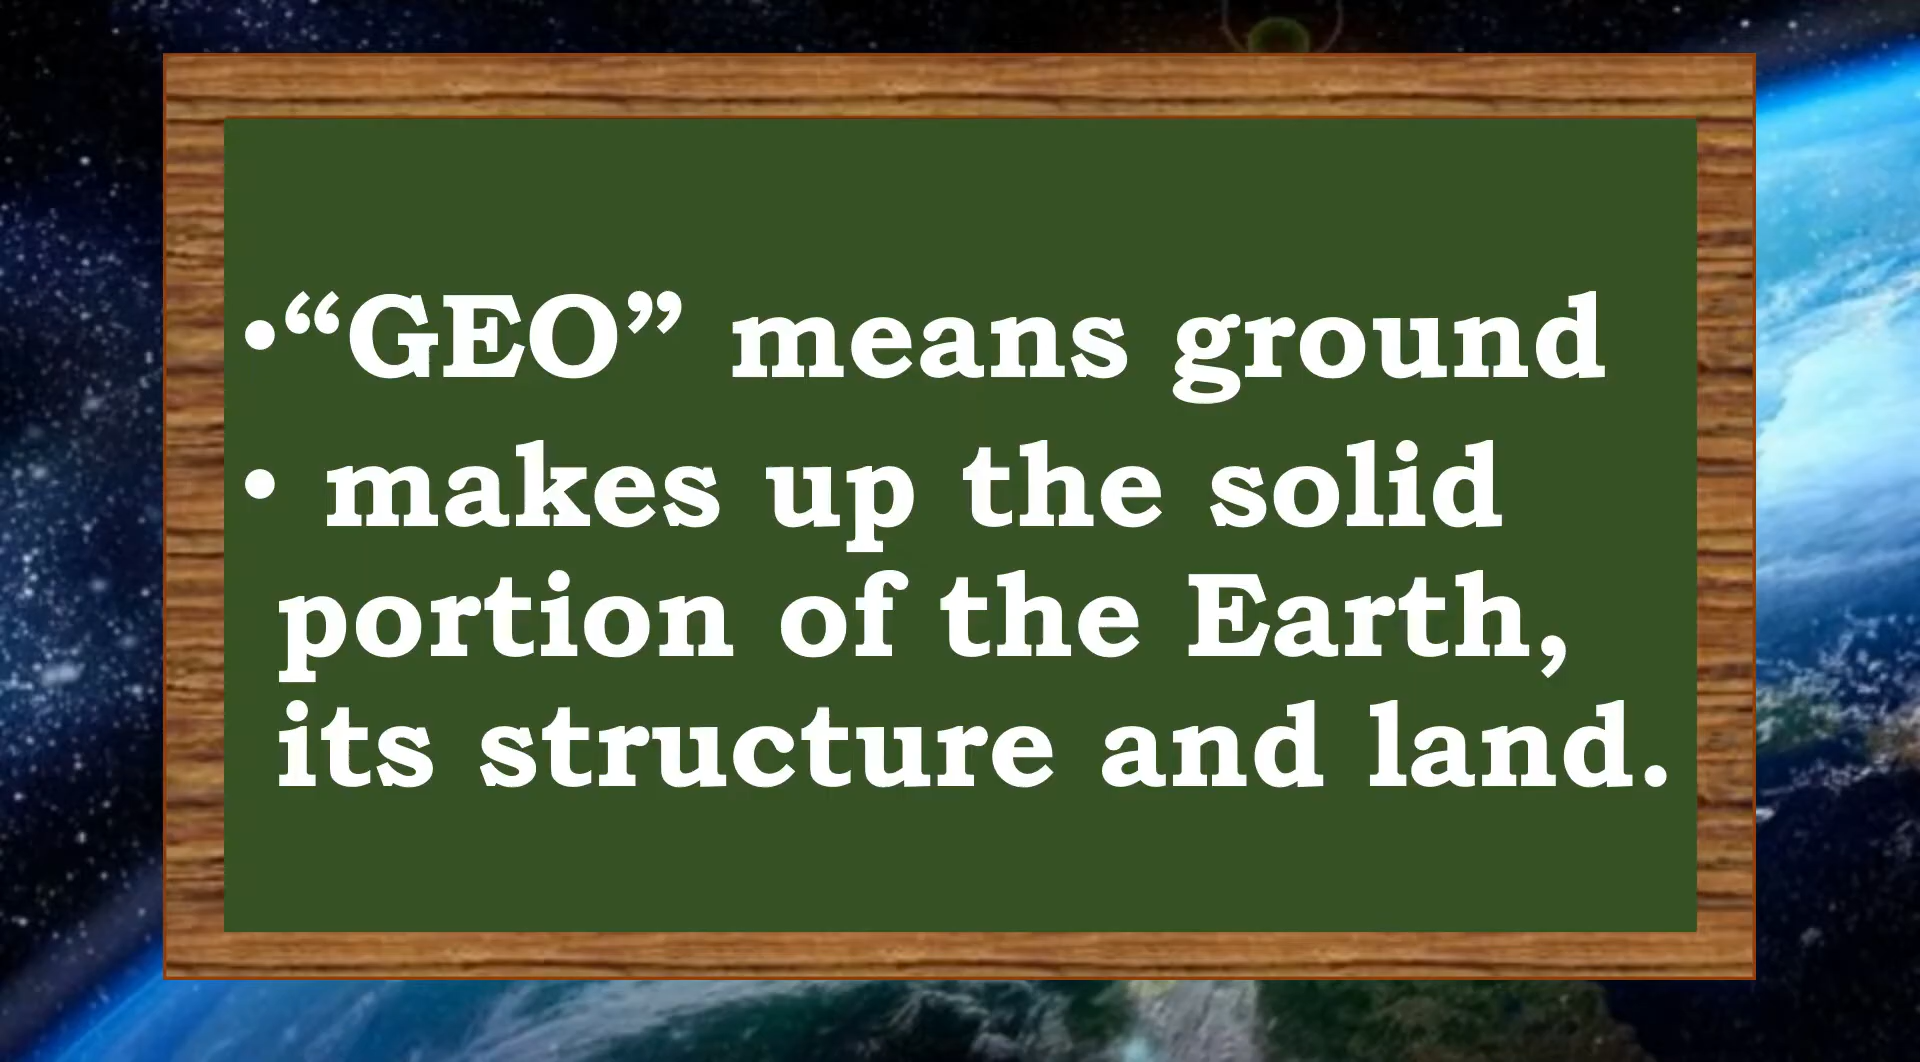 •“GEO” means ground
• makes up the solid
portion of the Earth,
its structure and land.